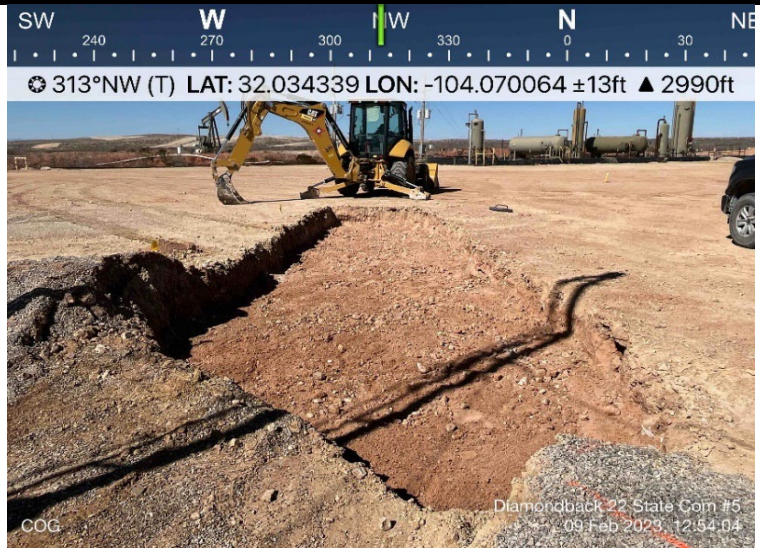 SW W NW N NE
240 270 300 330 0 30
313°NW (T) LAT: 32.034339 LON: -104.070064 ±13ft ▲ 2990ft
CAT
Diamondback 22 State Com #5
COG
09 Feb 2023, 12:54:04